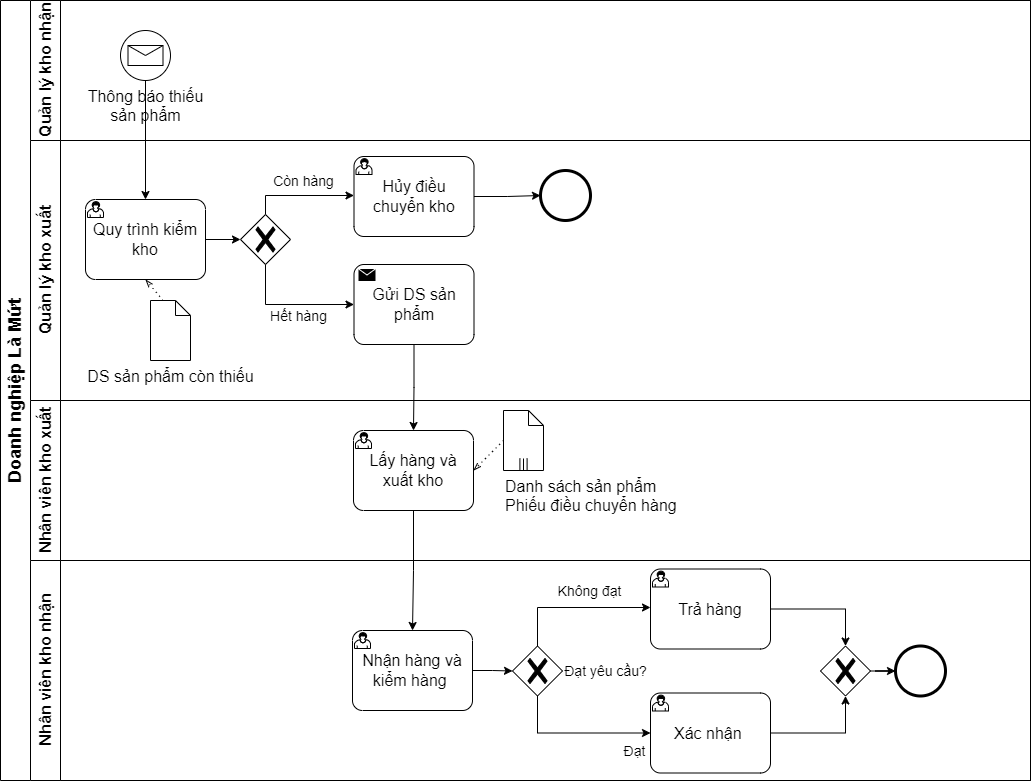 Doanh nghiệp Là Mứt
Quản lý kho nhận
Thông báo thiếu
sản phẩm
Quản lý kho xuất
Quy trình kiểm
kho
Còn hàng
Hủy điều
chuyển kho
Hết hàng
Gửi DS sản
phẩm
DS sản phẩm còn thiếu
Nhân viên kho xuất
Lấy hàng và
xuất kho
Danh sách sản phẩm
Phiếu điều chuyển hàng
Nhân viên kho nhận
Nhận hàng và
kiểm hàng
Đạt yêu cầu?
Không đạt
Trả hàng
Đạt
Xác nhận